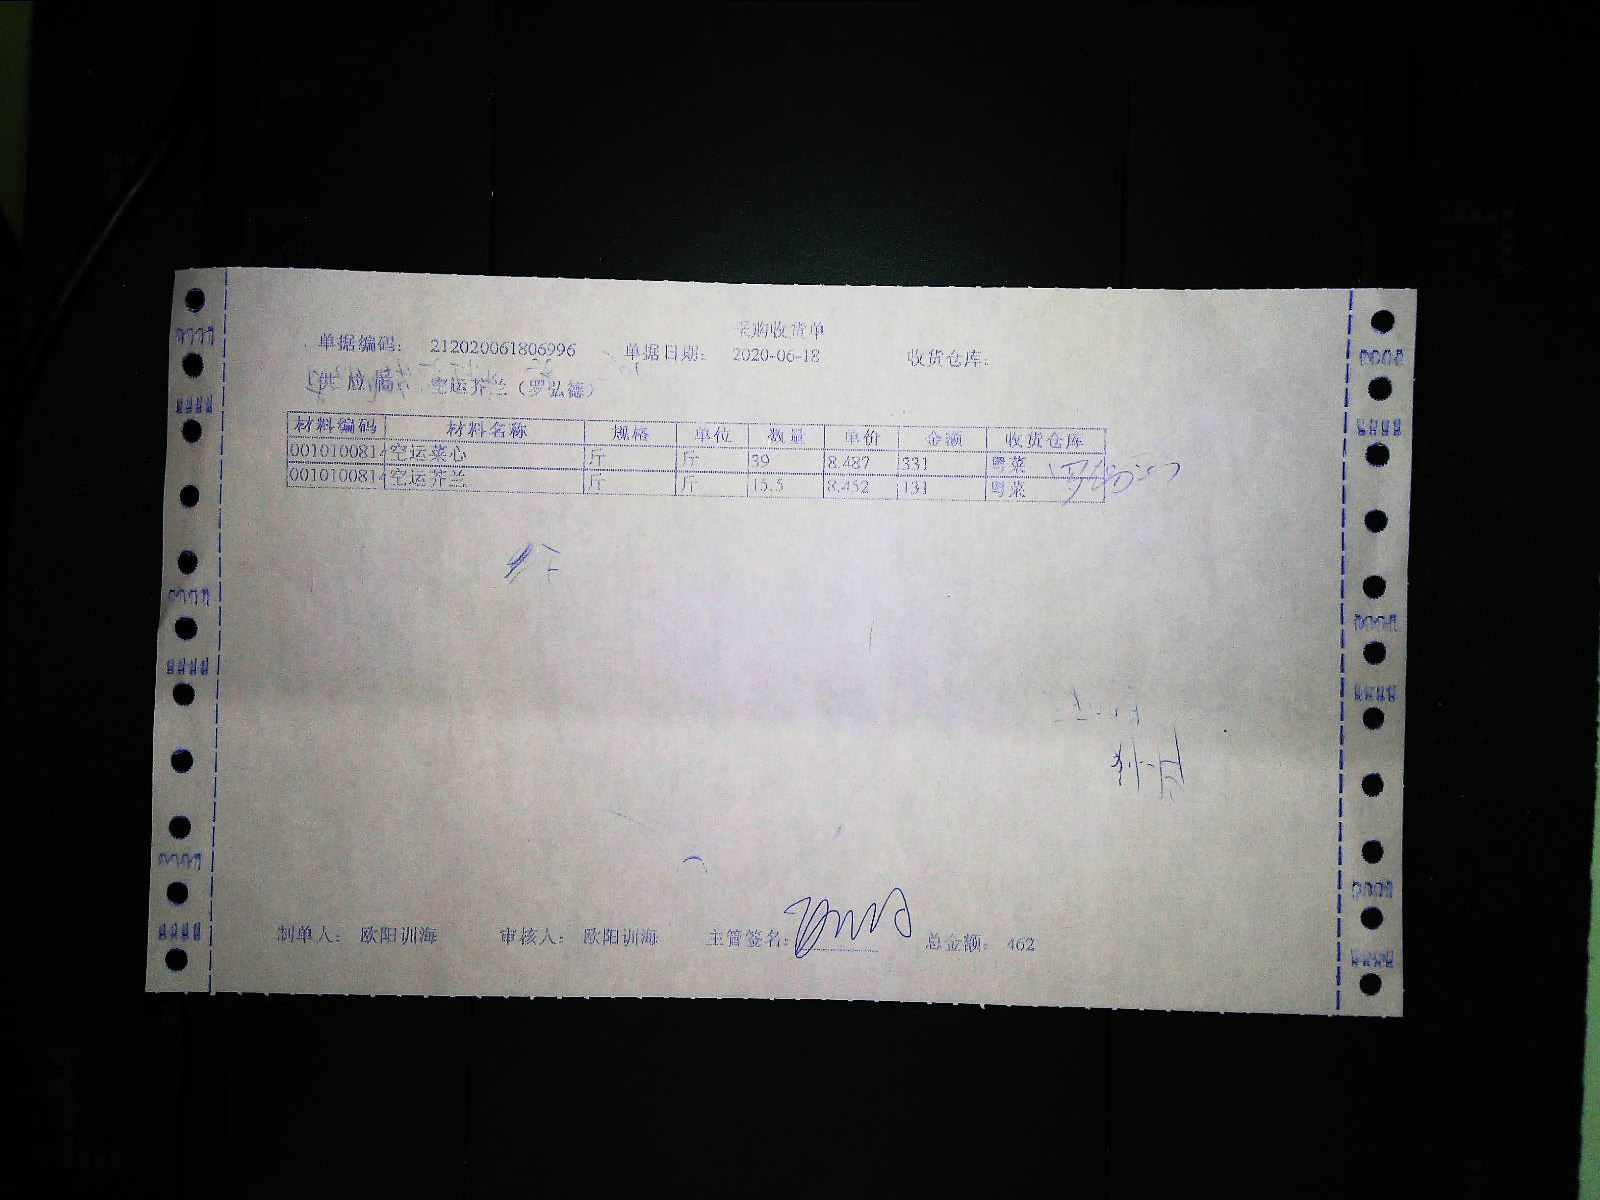 采购收货单
单据编码: 212020061806996 单据日期: 2020-06-18 收货仓库:
供应商: 空运芥兰（罗弘德）
材料编码 材料名称 规格 单位 数量 单价 金额 收货仓库
0010100814 空运菜心 斤 斤 39 8.487 331 粤菜
0010100814 空运芥兰 斤 斤 15.5 8.452 131 粤菜
制单人: 欧阳训海 审核人: 欧阳训海 主管签名: 总金额: 462